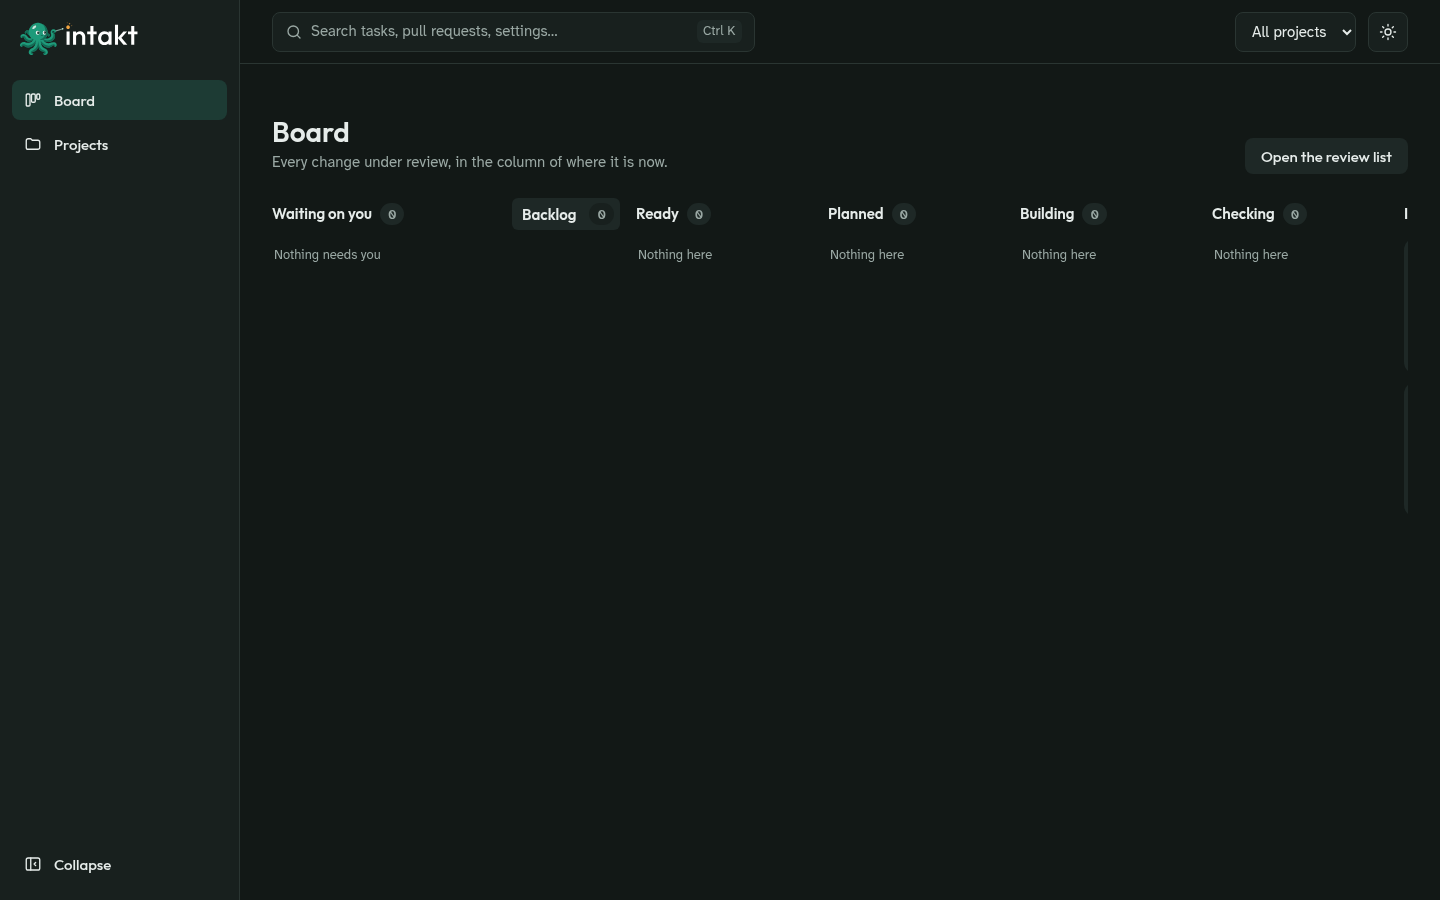 intakt
Search tasks, pull requests, settings...
Ctrl K
All projects
Board
Projects
Board
Every change under review, in the column of where it is now.
Open the review list
Waiting on you 0
Backlog 0
Ready 0
Planned 0
Building 0
Checking 0
Nothing needs you
Nothing here
Nothing here
Nothing here
Nothing here
Collapse